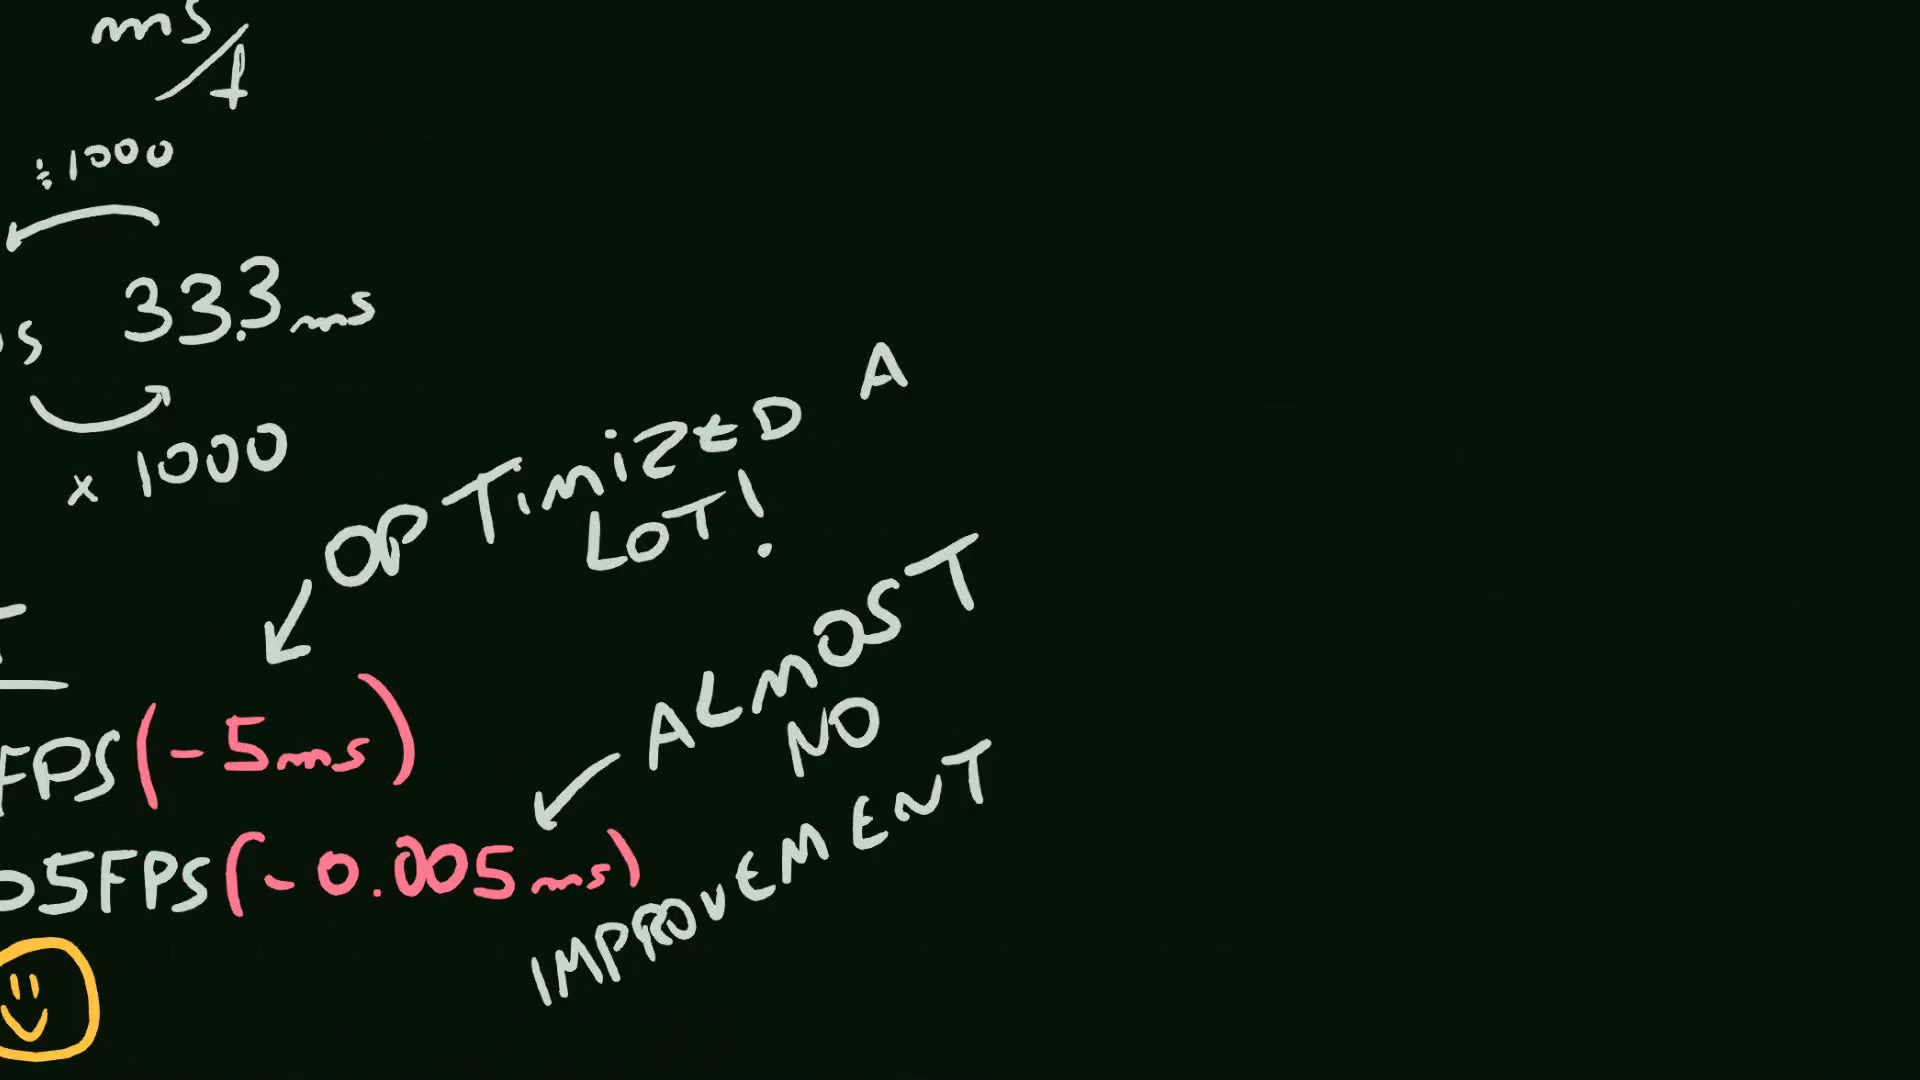 ms/f
÷1000
s 33.3ms
x 1000
OPTimiZED A
LOT!
FPS(-5ms)
ALMOST
NO
IMPROVEMENT
05FPS(-0.005ms)